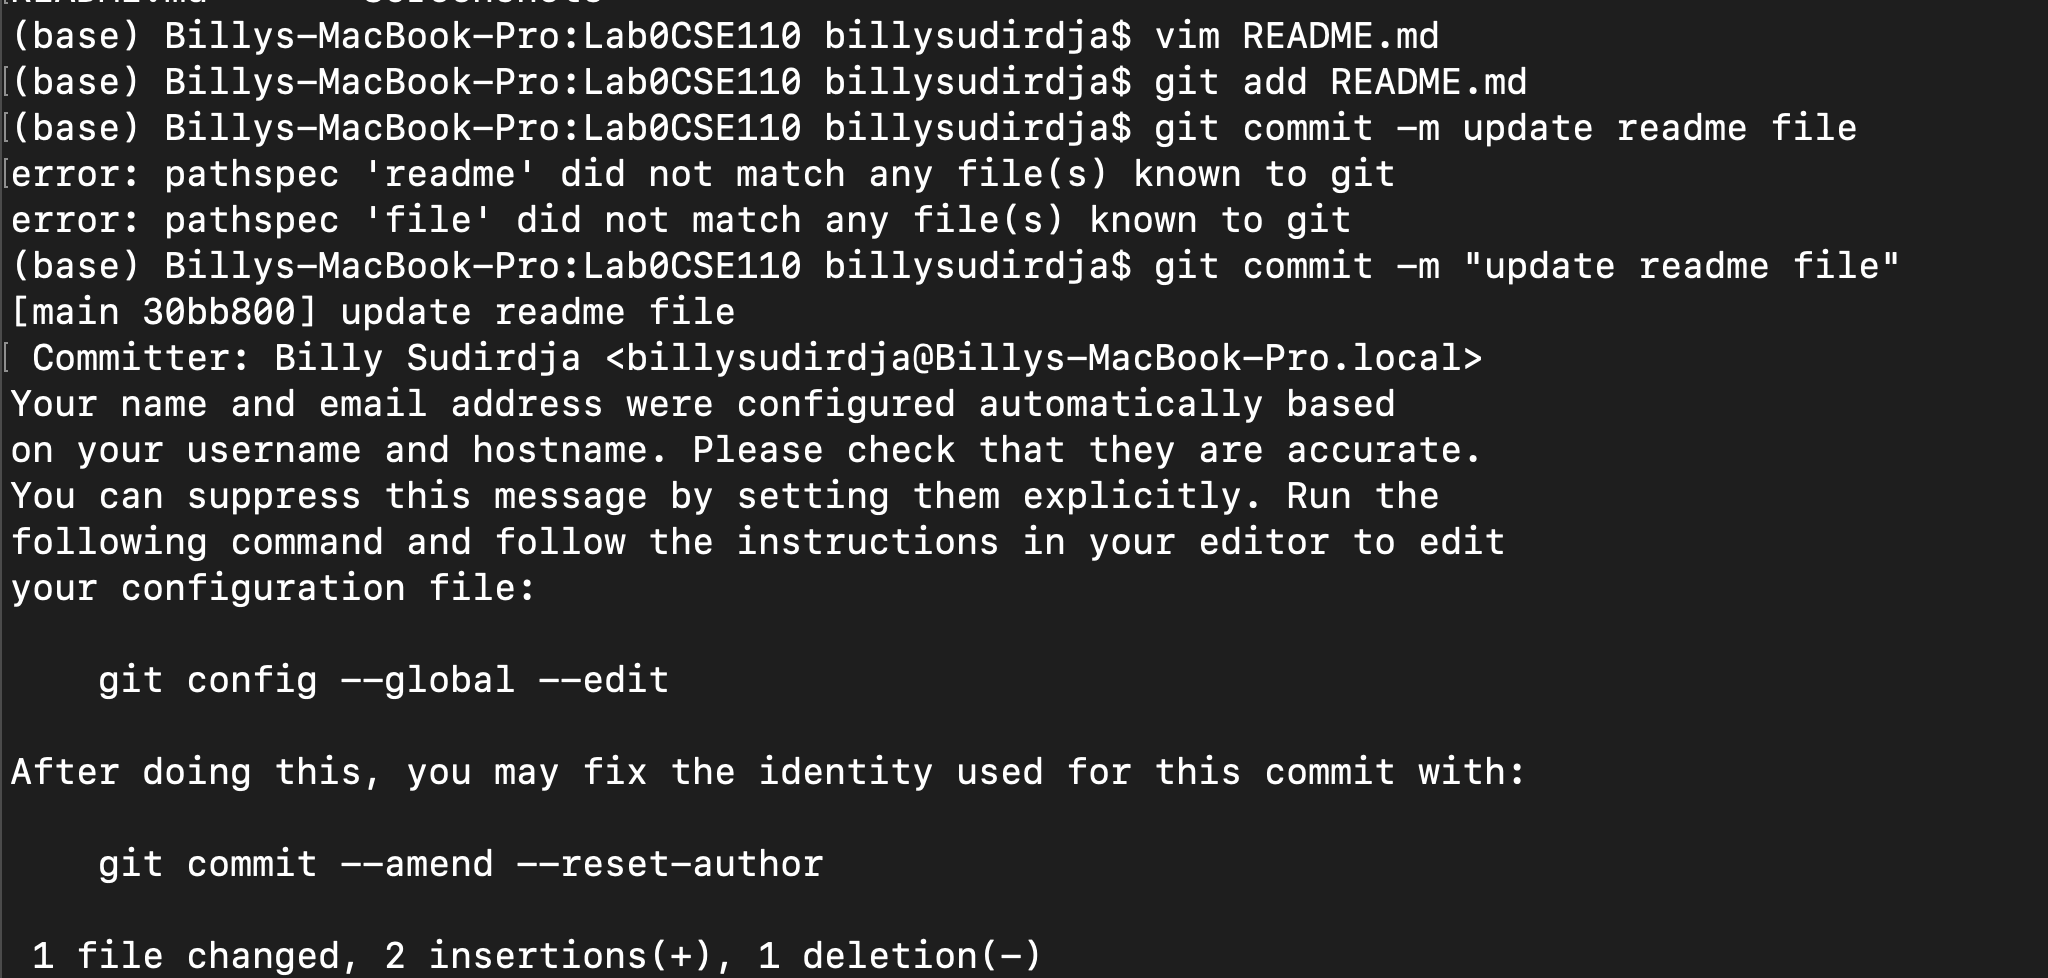 (base) Billys-MacBook-Pro:Lab0CSE110 billysudirdja$ vim README.md
(base) Billys-MacBook-Pro:Lab0CSE110 billysudirdja$ git add README.md
(base) Billys-MacBook-Pro:Lab0CSE110 billysudirdja$ git commit -m update readme file
error: pathspec 'readme' did not match any file(s) known to git
error: pathspec 'file' did not match any file(s) known to git
(base) Billys-MacBook-Pro:Lab0CSE110 billysudirdja$ git commit -m "update readme file"
[main 30bb800] update readme file
 Committer: Billy Sudirdja <billysudirdja@Billys-MacBook-Pro.local>
Your name and email address were configured automatically based
on your username and hostname. Please check that they are accurate.
You can suppress this message by setting them explicitly. Run the
following command and follow the instructions in your editor to edit
your configuration file:

    git config --global --edit

After doing this, you may fix the identity used for this commit with:

    git commit --amend --reset-author

 1 file changed, 2 insertions(+), 1 deletion(-)